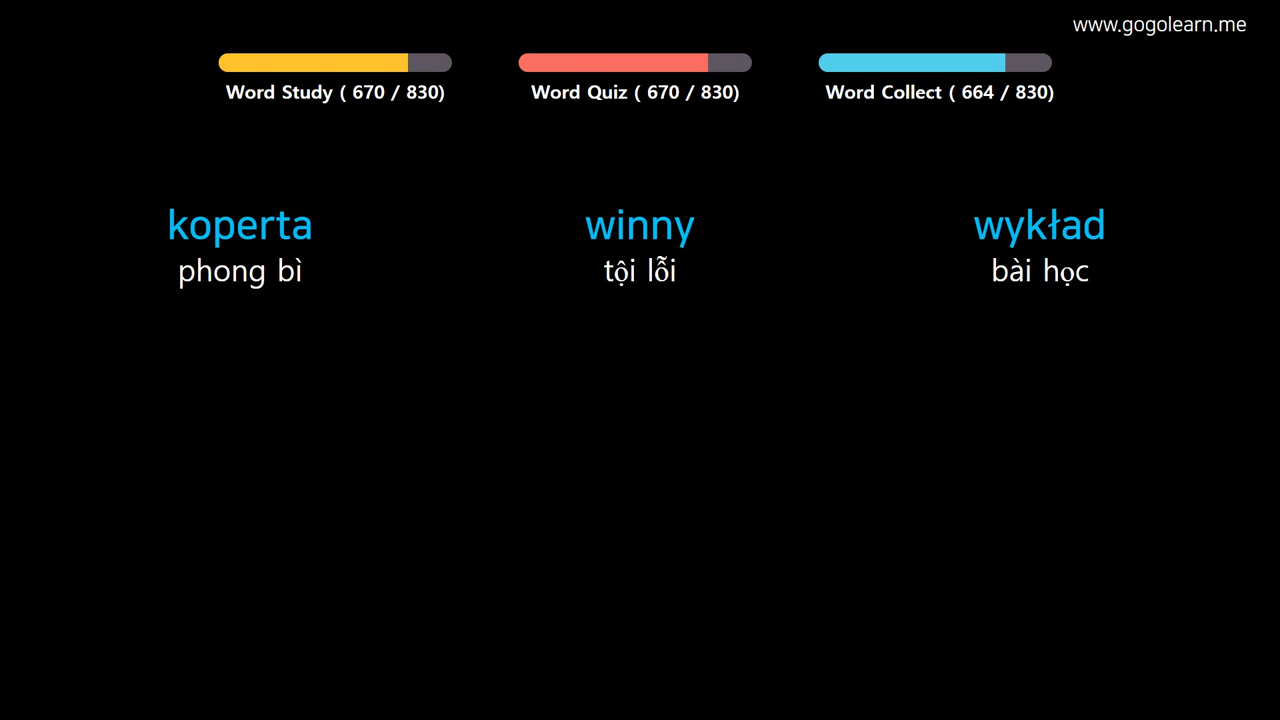 www.gogolearn.me
Word Study ( 670 / 830)
Word Quiz ( 670 / 830)
Word Collect ( 664 / 830)
koperta
winny
wykład
phong bì
tội lỗi
bài học